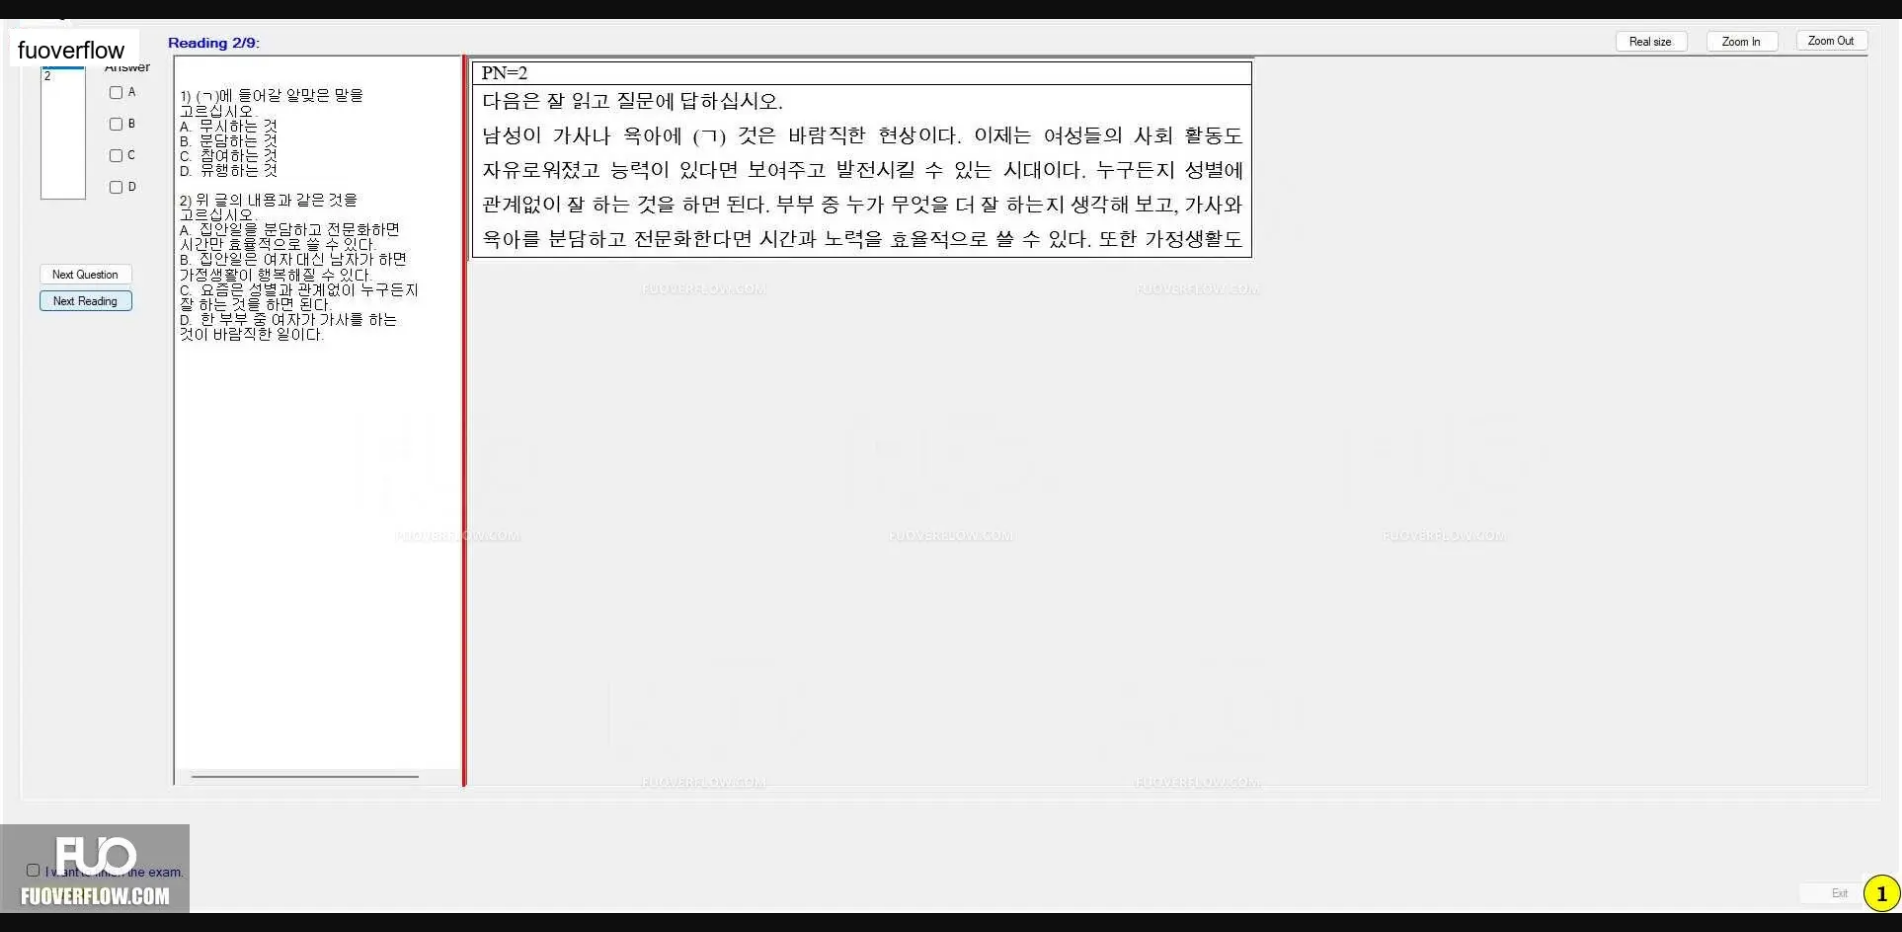 fuoverflow
Reading 2/9:
Real size
Zoom In
Zoom Out
Answer
2
A
B
C
D
Next Question
Next Reading
1) (ㄱ)에 들어갈 알맞은 말을
고르십시오.
A. 무시하는 것
B. 분담하는 것
C. 참여하는 것
D. 유행하는 것
2) 위 글의 내용과 같은 것을
고르십시오.
A. 집안일을 분담하고 전문화하면
시간만 효율적으로 쓸 수 있다.
B. 집안일은 여자 대신 남자가 하면
가정생활이 행복해질 수 있다.
C. 요즘은 성별과 관계없이 누구든지
잘 하는 것을 하면 된다.
D. 한 부부 중 여자가 가사를 하는
것이 바람직한 일이다.
PN=2
다음은 잘 읽고 질문에 답하십시오.
남성이 가사나 육아에 (ㄱ) 것은 바람직한 현상이다. 이제는 여성들의 사회 활동도
자유로워졌고 능력이 있다면 보여주고 발전시킬 수 있는 시대이다. 누구든지 성별에
관계없이 잘 하는 것을 하면 된다. 부부 중 누가 무엇을 더 잘 하는지 생각해 보고, 가사와
육아를 분담하고 전문화한다면 시간과 노력을 효율적으로 쓸 수 있다. 또한 가정생활도
FUOVERFLOW.COM
FUOVERFLOW.COM
FUOVERFLOW.COM
FUOVERFLOW.COM
FUOVERFLOW.COM
FUOVERFLOW.COM
FUOVERFLOW.COM
FUO
I want to finish the exam.
FUOVERFLOW.COM
Exit
1